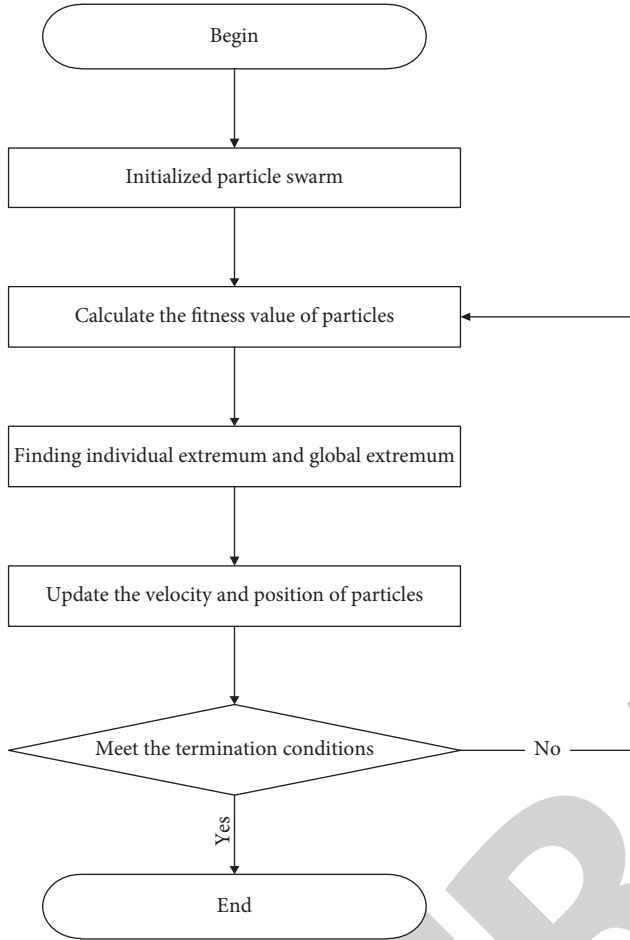 Begin
Initialized particle swarm
Calculate the fitness value of particles
Finding individual extremum and global extremum
Update the velocity and position of particles
Meet the termination conditions
No
Yes
End